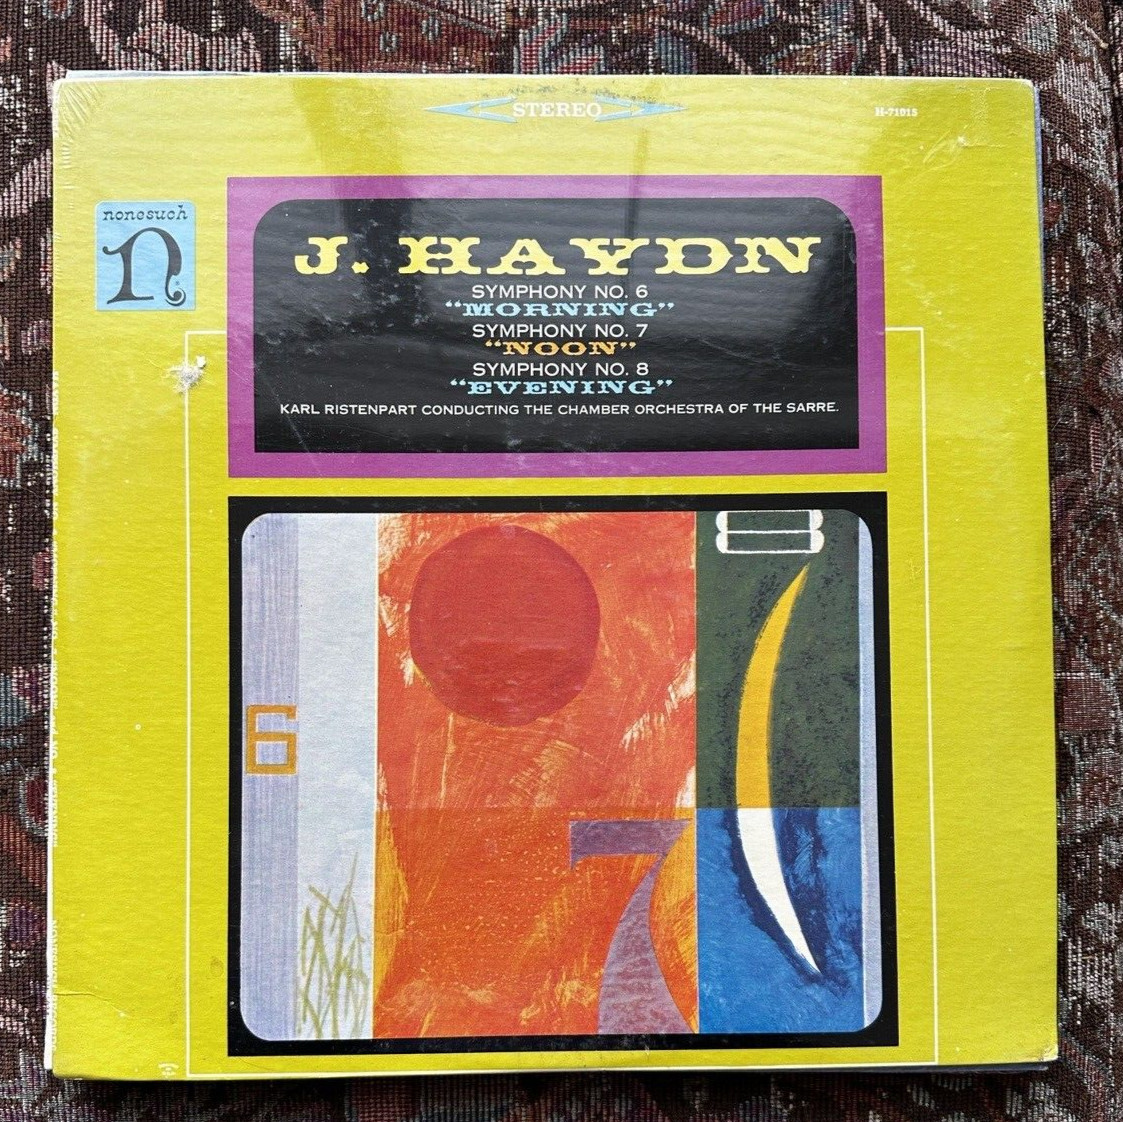 STEREO
H-71015
nonesuch
n
J. HAYDN
SYMPHONY NO. 6
“MORNING”
SYMPHONY NO. 7
“NOON”
SYMPHONY NO. 8
“EVENING”
KARL RISTENPART CONDUCTING THE CHAMBER ORCHESTRA OF THE SARRE.
8
6
7